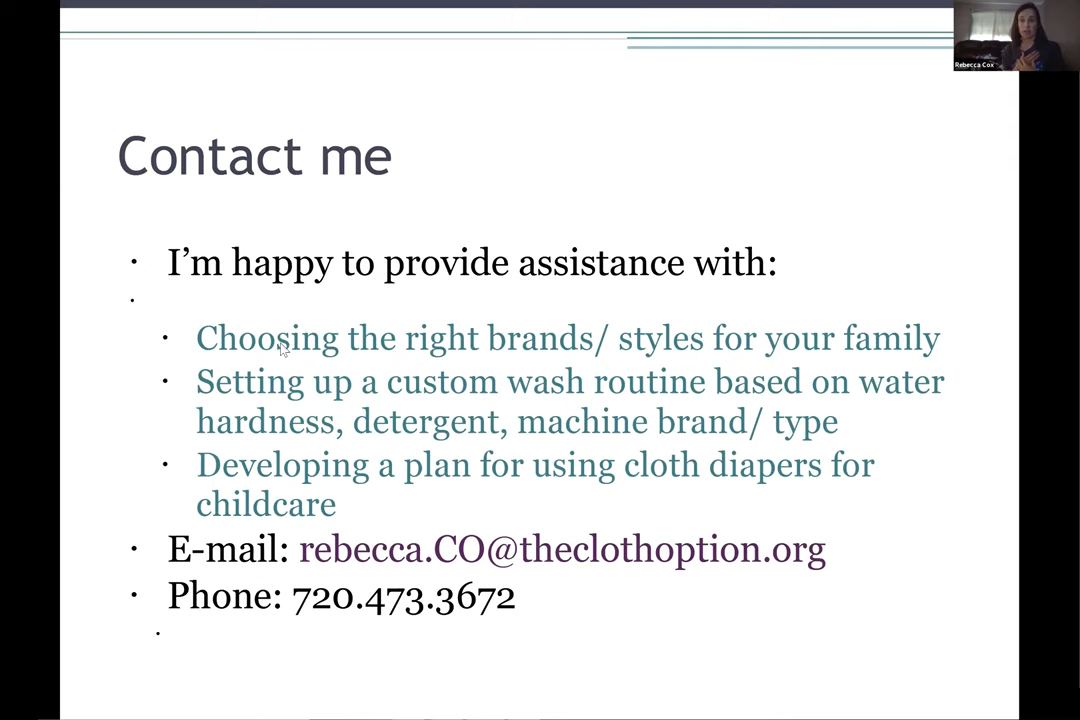 Rebecca Cox
Contact me
· I’m happy to provide assistance with:
·
· Choosing the right brands/ styles for your family
· Setting up a custom wash routine based on water
hardness, detergent, machine brand/ type
· Developing a plan for using cloth diapers for
childcare
· E-mail: rebecca.CO@theclothoption.org
· Phone: 720.473.3672
·